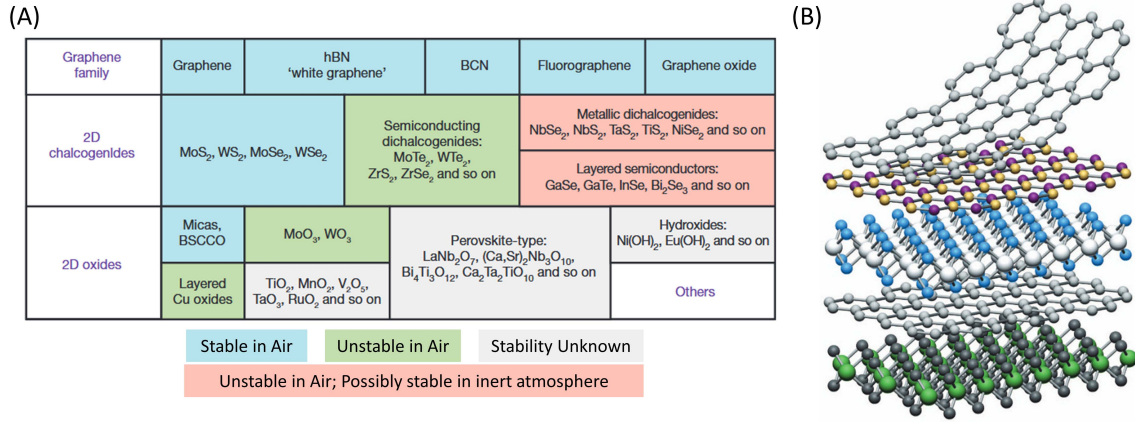 (A)
(B)
Graphene
family
Graphene
hBN
‘white graphene’
BCN
Fluorographene
Graphene oxide
2D
chalcogenides
MoS₂, WS₂, MoSe₂, WSe₂
Semiconducting
dichalcogenides:
MoTe₂, WTe₂,
ZrS₂, ZrSe₂ and so on
Metallic dichalcogenides:
NbSe₂, NbS₂, TaS₂, TiS₂, NiSe₂ and so on
Layered semiconductors:
GaSe, GaTe, InSe, Bi₂Se₃ and so on
2D oxides
Micas,
BSCCO
MoO₃, WO₃
Perovskite-type:
LaNb₂O₇, (Ca,Sr)₂Nb₃O₁₀,
Bi₄Ti₃O₁₂, Ca₂Ta₂TiO₁₀ and so on
Hydroxides:
Ni(OH)₂, Eu(OH)₂ and so on
Layered
Cu oxides
TiO₂, MnO₂, V₂O₅,
TaO₃, RuO₂ and so on
Others
Stable in Air
Unstable in Air
Stability Unknown
Unstable in Air; Possibly stable in inert atmosphere